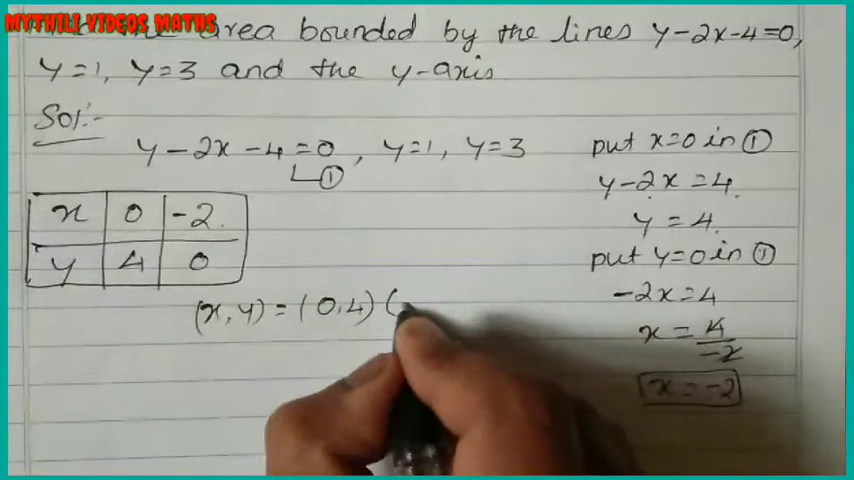 MYTHILI VIDEOS MATHS
area bounded by the lines y-2x-4=0,
y=1, y=3 and the y-axis
Sol:-
y-2x-4=0, y=1, y=3
①
x 0 -2
y 4 0
(x,y) = (0,4) (
put x=0 in ①
y-2x=4.
y=4.
put y=0 in ①
-2x=4
x = 4/-2
x=-2